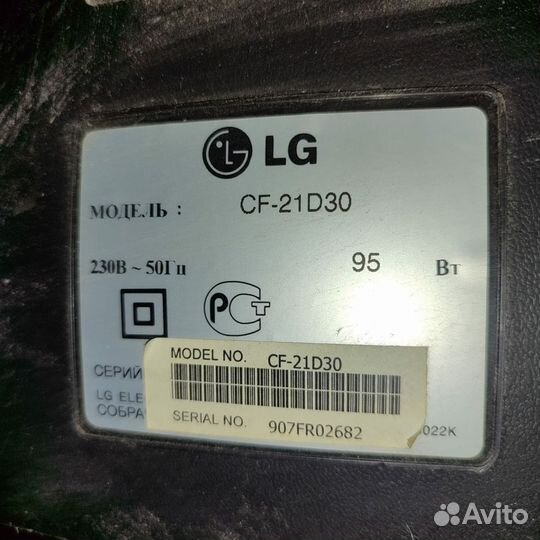 LG
МОДЕЛЬ : CF-21D30
230В ~ 50Гц 95 Вт
MODEL NO. CF-21D30
СЕРИЙ
LG ELE
СОБРА
SERIAL NO. 907FR02682
022K
Avito